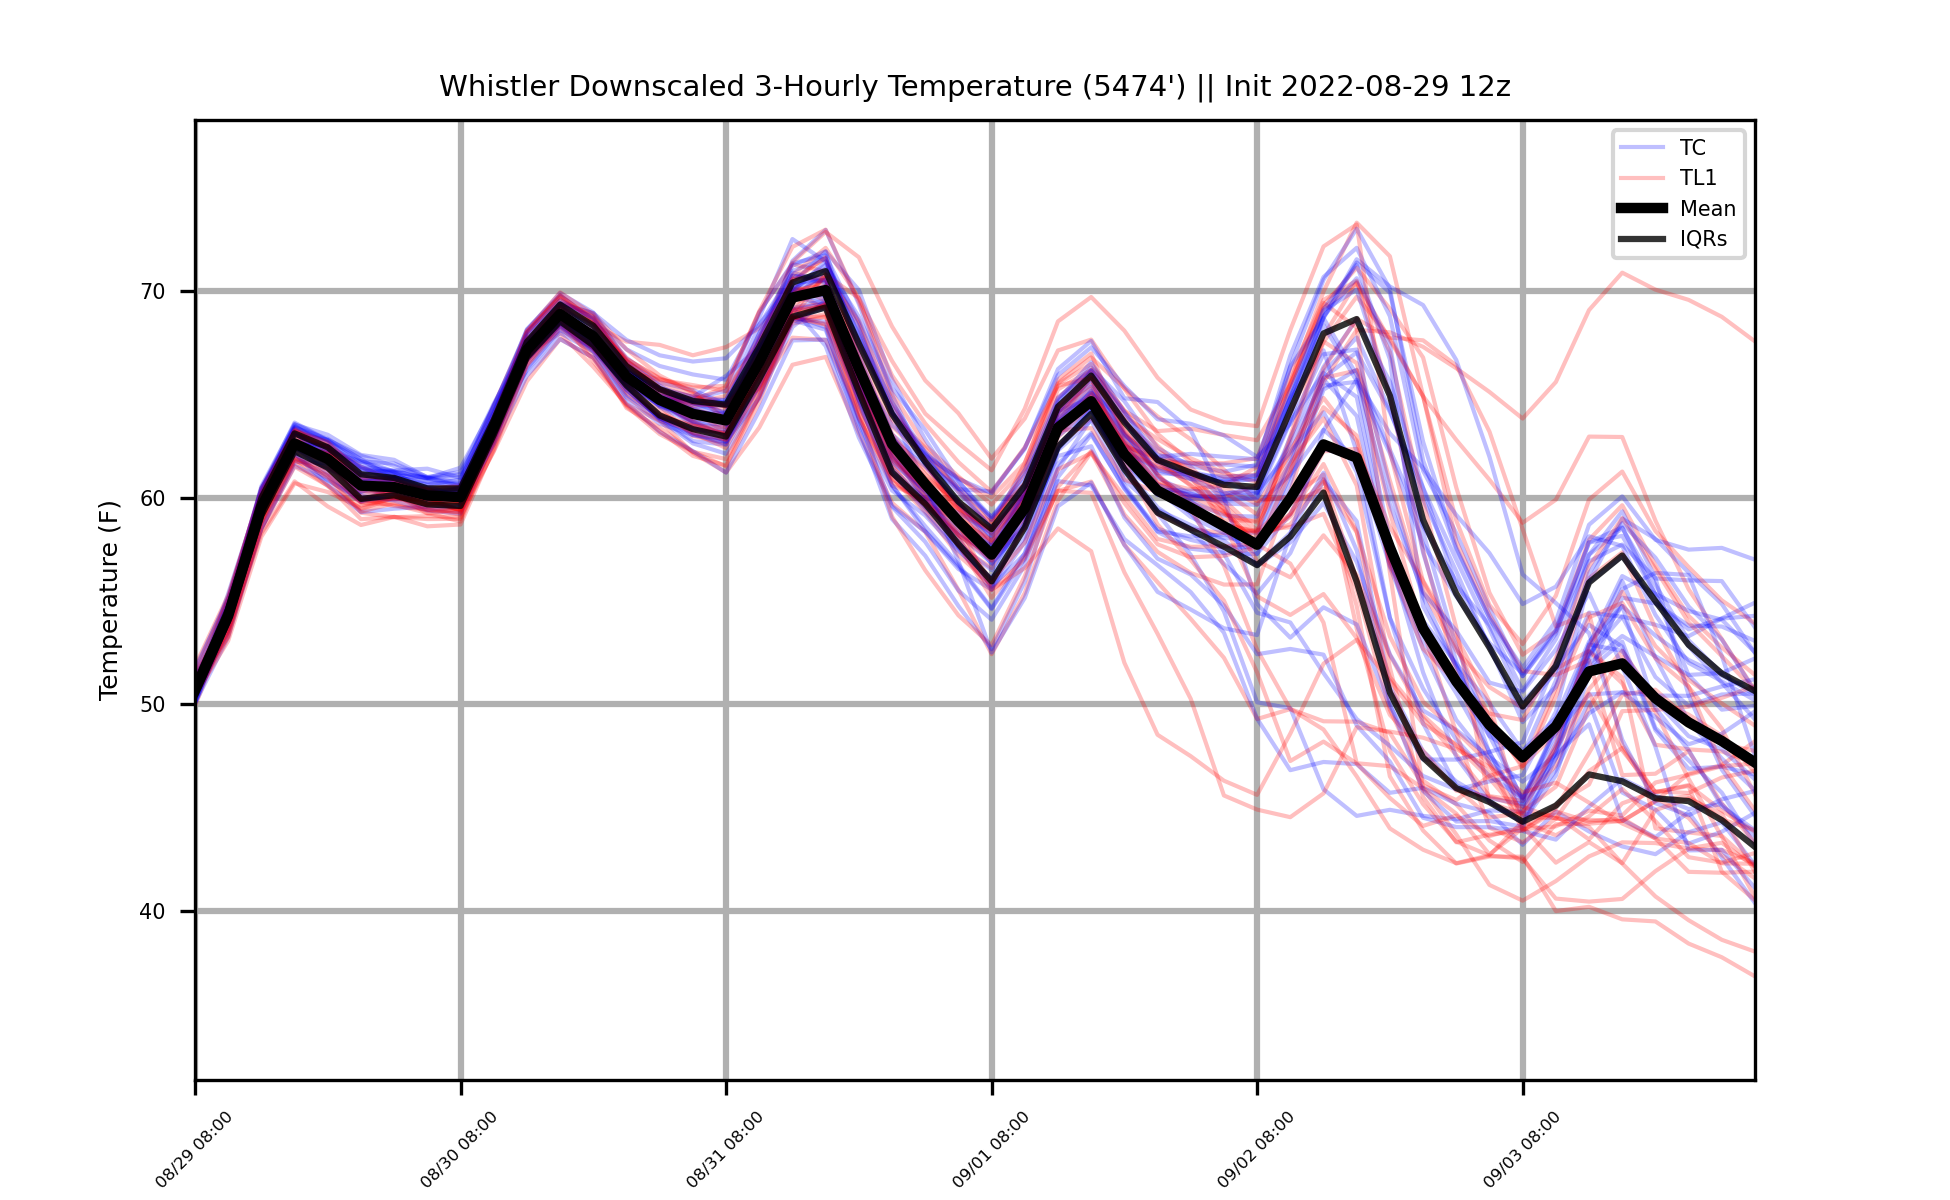 Whistler Downscaled 3-Hourly Temperature (5474') || Init 2022-08-29 12z
TC
TL1
Mean
IQRs
Temperature (F)
70
60
50
40
08/29 08:00
08/30 08:00
08/31 08:00
09/01 08:00
09/02 08:00
09/03 08:00